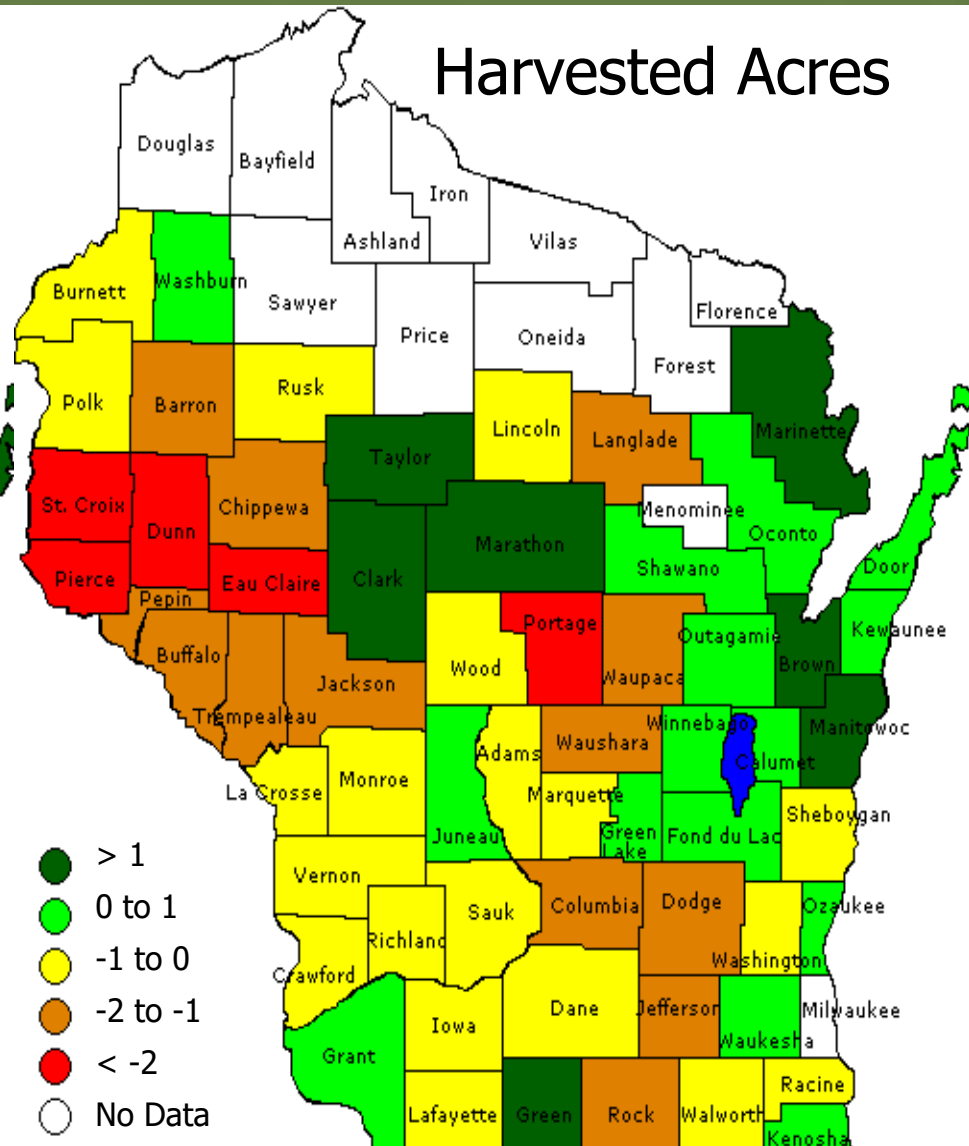 Harvested Acres
Douglas
Bayfield
Iron
Ashland
Vilas
Burnett
Washburn
Sawyer
Price
Oneida
Florence
Forest
Polk
Barron
Rusk
Lincoln
Langlade
Marinette
Taylor
St. Croix
Dunn
Chippewa
Menominee
Oconto
Marathon
Shawano
Door
Pierce
Eau Claire
Clark
Pepin
Portage
Kewaunee
Outagamie
Buffalo
Brown
Wood
Waupaca
Jackson
Trempealeau
Winnebago
Manitowoc
Waushara
Adams
Calumet
Monroe
La Crosse
Marquette
Sheboygan
Juneau
Green
Lake
Fond du Lac
> 1
Vernon
0 to 1
Sauk
Columbia
Dodge
Ozaukee
Richland
-1 to 0
Washington
Crawford
-2 to -1
Iowa
Dane
Jefferson
Milwaukee
Waukesha
Grant
< -2
Racine
No Data
Lafayette
Green
Rock
Walworth
Kenosha